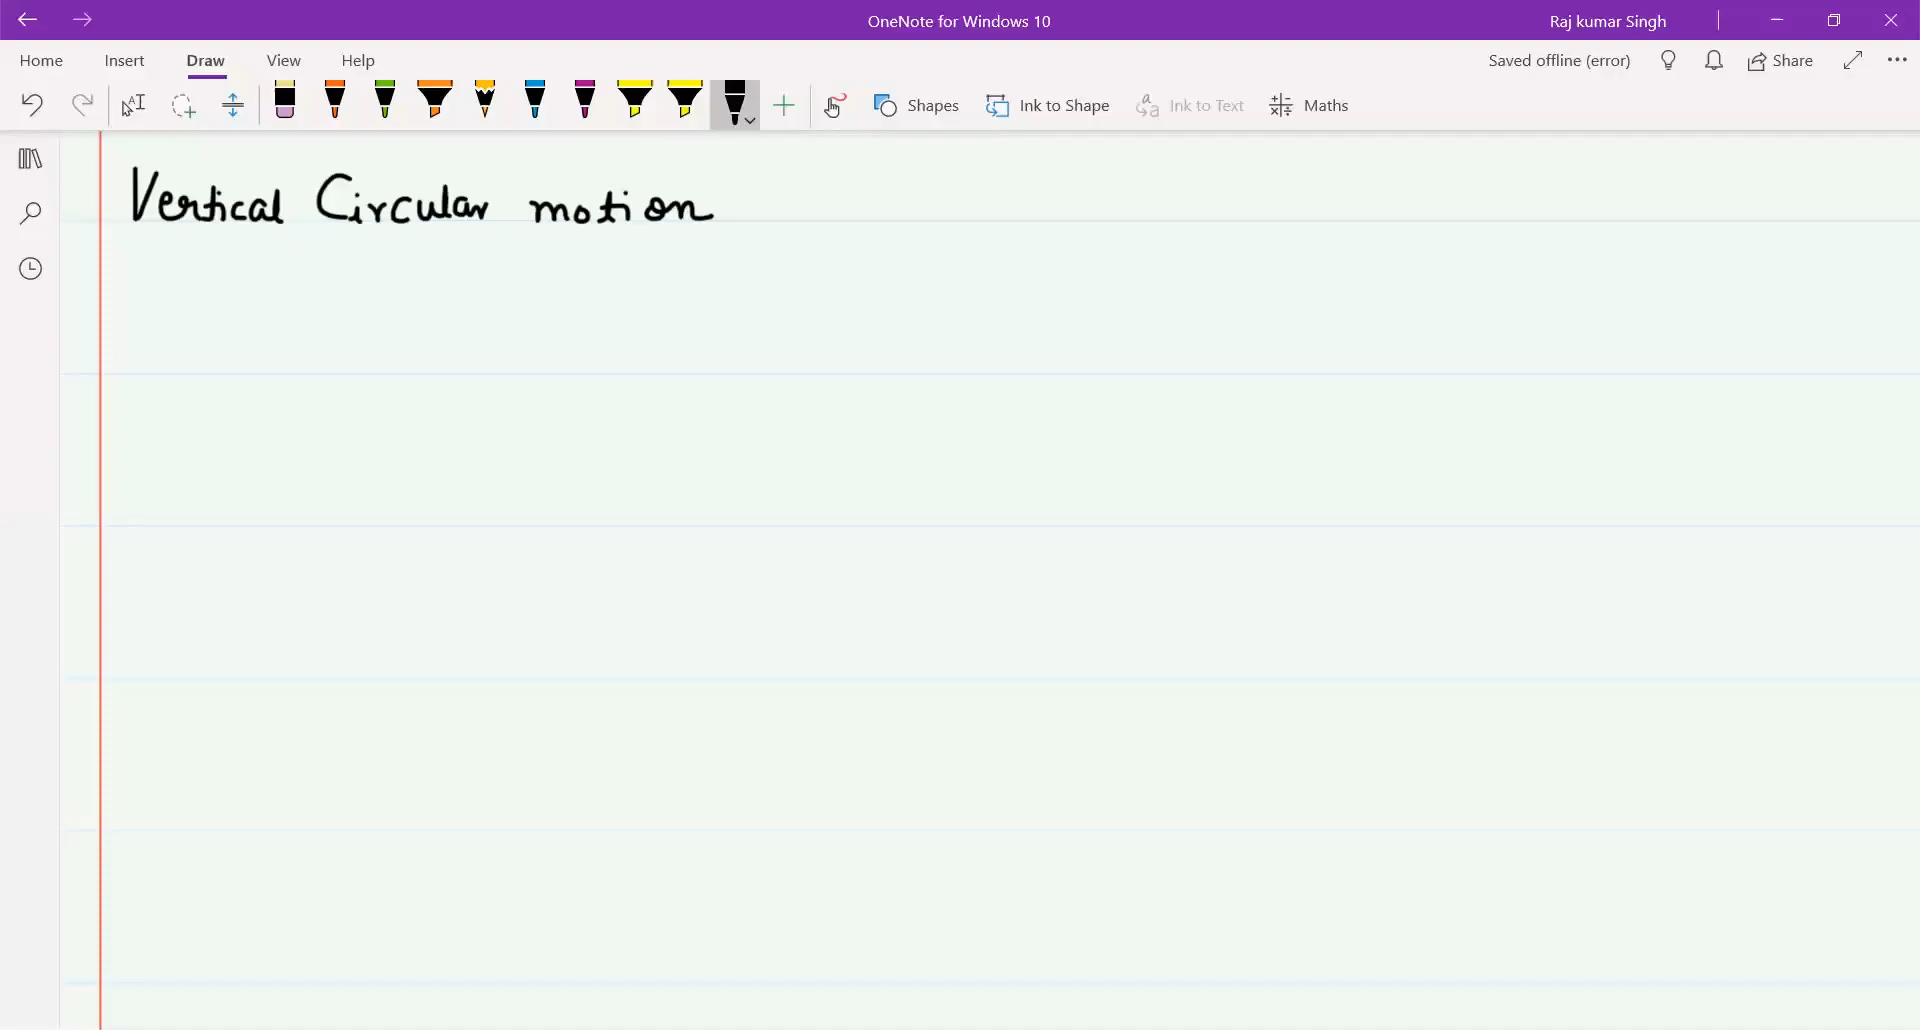 OneNote for Windows 10
Raj kumar Singh
Home Insert Draw View Help
Saved offline (error)
Share
Shapes Ink to Shape Ink to Text Maths
Vertical Circular motion